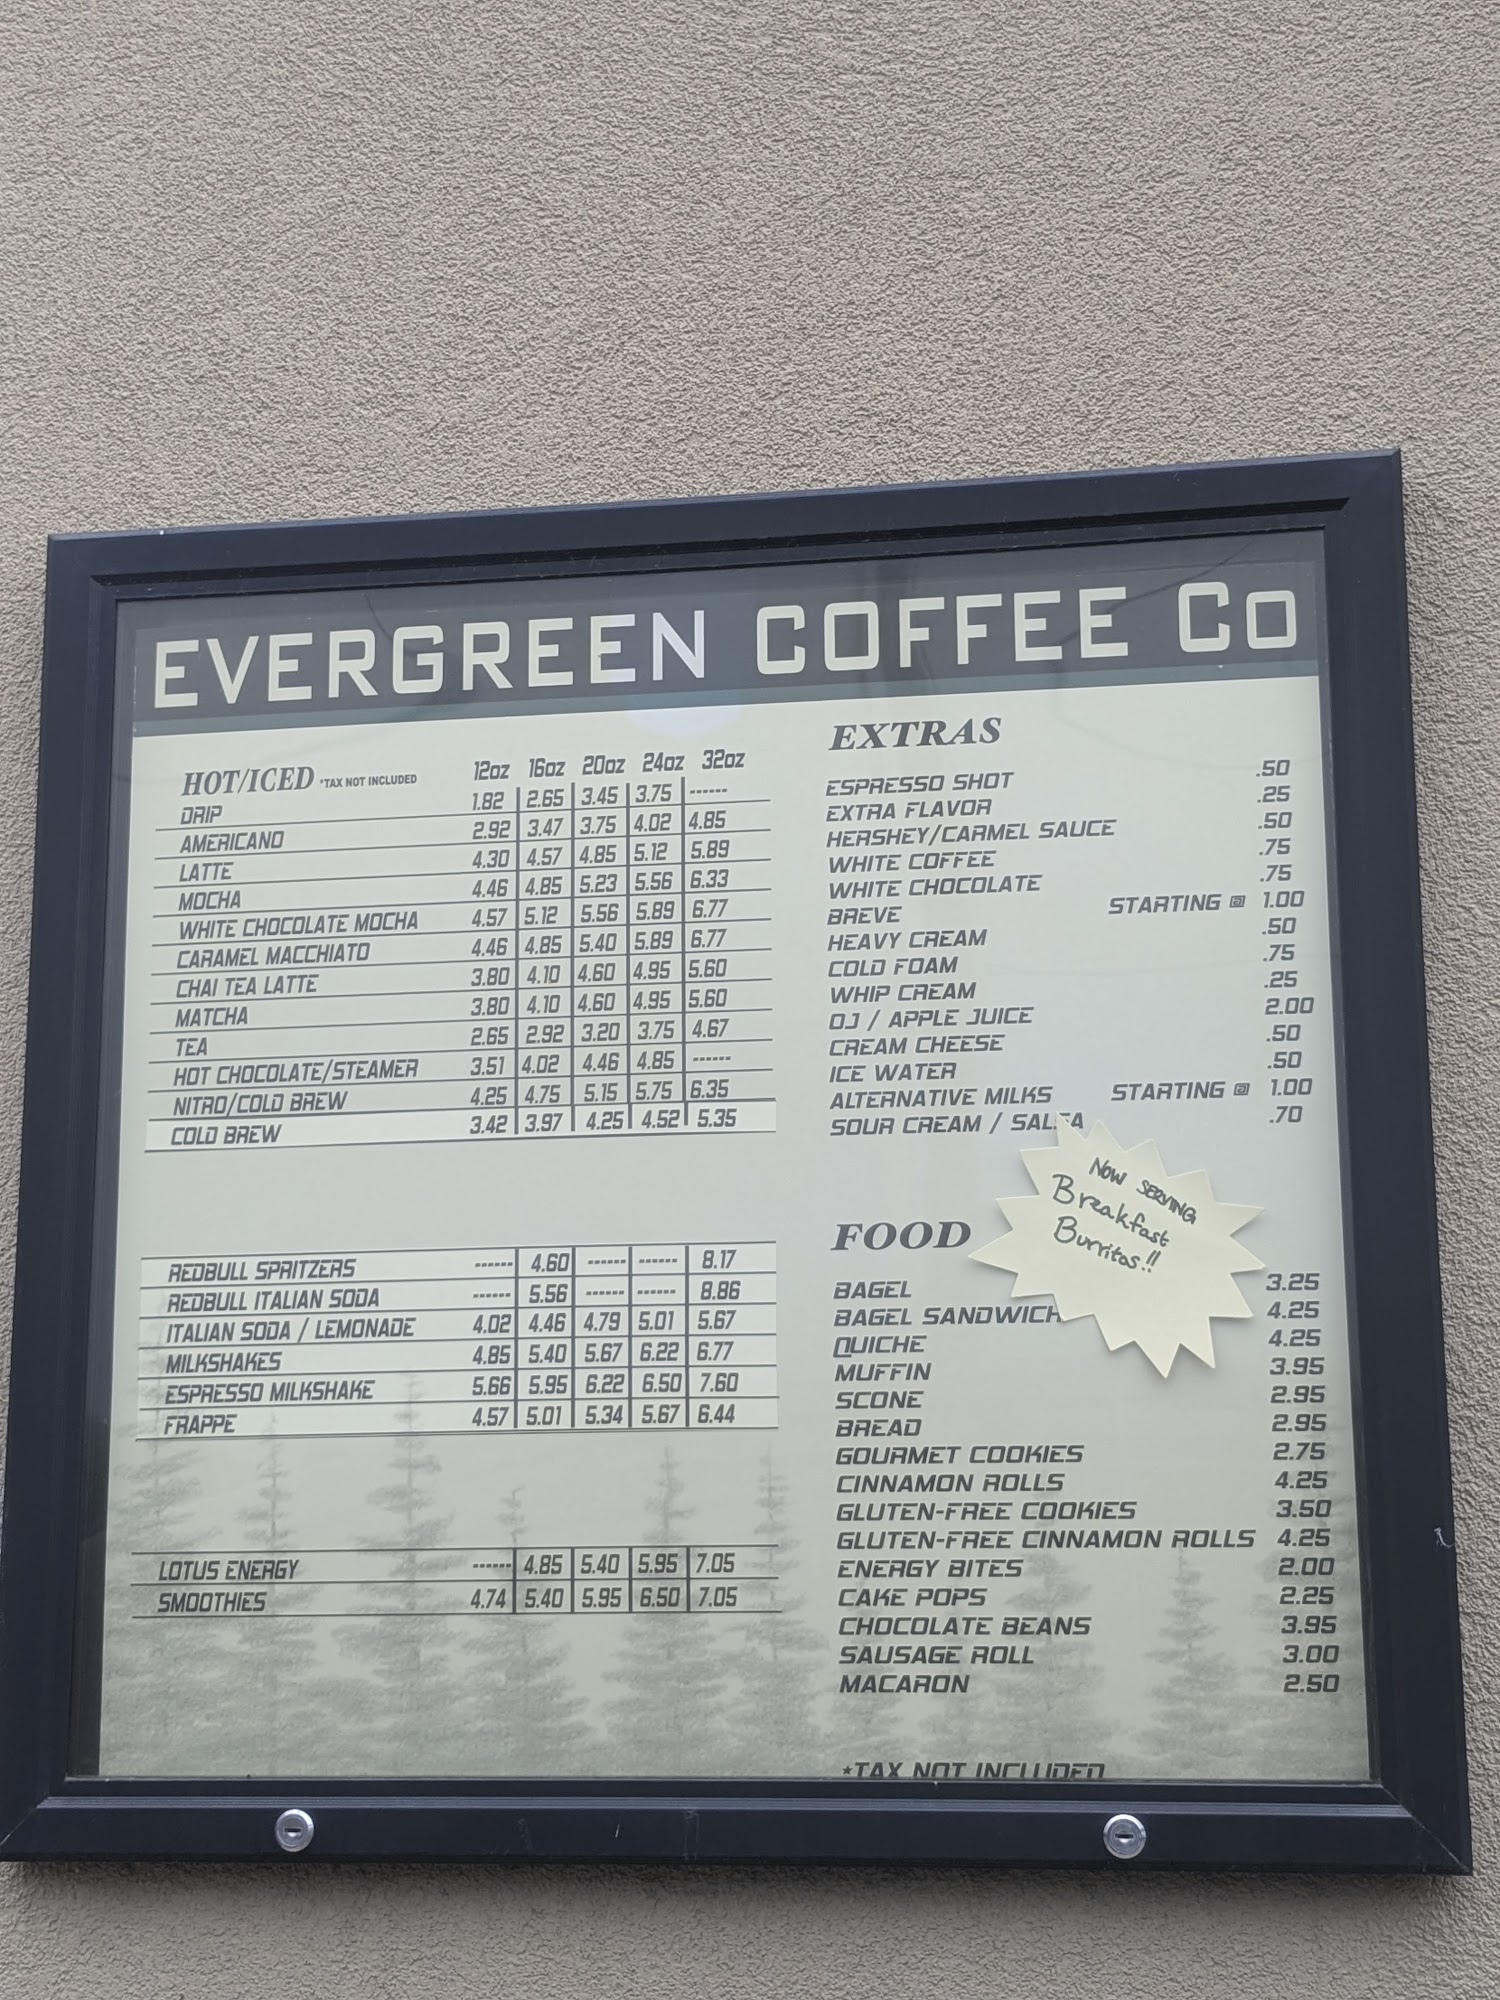 EVERGREEN COFFEE Co
HOT/ICED *TAX NOT INCLUDED 12oz 16oz 20oz 24oz 32oz
DRIP 1.82 2.65 3.45 3.75 ------
AMERICANO 2.92 3.47 3.75 4.02 4.85
LATTE 4.30 4.57 4.85 5.12 5.89
MOCHA 4.46 4.85 5.23 5.56 6.33
WHITE CHOCOLATE MOCHA 4.57 5.12 5.56 5.89 6.77
CARAMEL MACCHIATO 4.46 4.85 5.40 5.89 6.77
CHAI TEA LATTE 3.80 4.10 4.60 4.95 5.60
MATCHA 3.80 4.10 4.60 4.95 5.60
TEA 2.65 2.92 3.20 3.75 4.67
HOT CHOCOLATE/STEAMER 3.51 4.02 4.46 4.85 ------
NITRO/COLD BREW 4.25 4.75 5.15 5.75 6.35
COLD BREW 3.42 3.97 4.25 4.52 5.35
REDBULL SPRITZERS ------ 4.60 ------ ------ 8.17
REDBULL ITALIAN SODA ------ 5.56 ------ ------ 8.86
ITALIAN SODA / LEMONADE 4.02 4.46 4.79 5.01 5.67
MILKSHAKES 4.85 5.40 5.67 6.22 6.77
ESPRESSO MILKSHAKE 5.66 5.95 6.22 6.50 7.60
FRAPPE 4.57 5.01 5.34 5.67 6.44
LOTUS ENERGY ------ 4.85 5.40 5.95 7.05
SMOOTHIES 4.74 5.40 5.95 6.50 7.05
EXTRAS
ESPRESSO SHOT .50
EXTRA FLAVOR .25
HERSHEY/CARMEL SAUCE .50
WHITE COFFEE .75
WHITE CHOCOLATE .75
BREVE STARTING @ 1.00
HEAVY CREAM .50
COLD FOAM .75
WHIP CREAM .25
OJ / APPLE JUICE 2.00
CREAM CHEESE .50
ICE WATER .50
ALTERNATIVE MILKS STARTING @ 1.00
SOUR CREAM / SALSA .70
NOW SERVING
Breakfast
Burritos!!
FOOD
BAGEL 3.25
BAGEL SANDWICH 4.25
QUICHE 4.25
MUFFIN 3.95
SCONE 2.95
BREAD 2.95
GOURMET COOKIES 2.75
CINNAMON ROLLS 4.25
GLUTEN-FREE COOKIES 3.50
GLUTEN-FREE CINNAMON ROLLS 4.25
ENERGY BITES 2.00
CAKE POPS 2.25
CHOCOLATE BEANS 3.95
SAUSAGE ROLL 3.00
MACARON 2.50
*TAX NOT INCLUDED